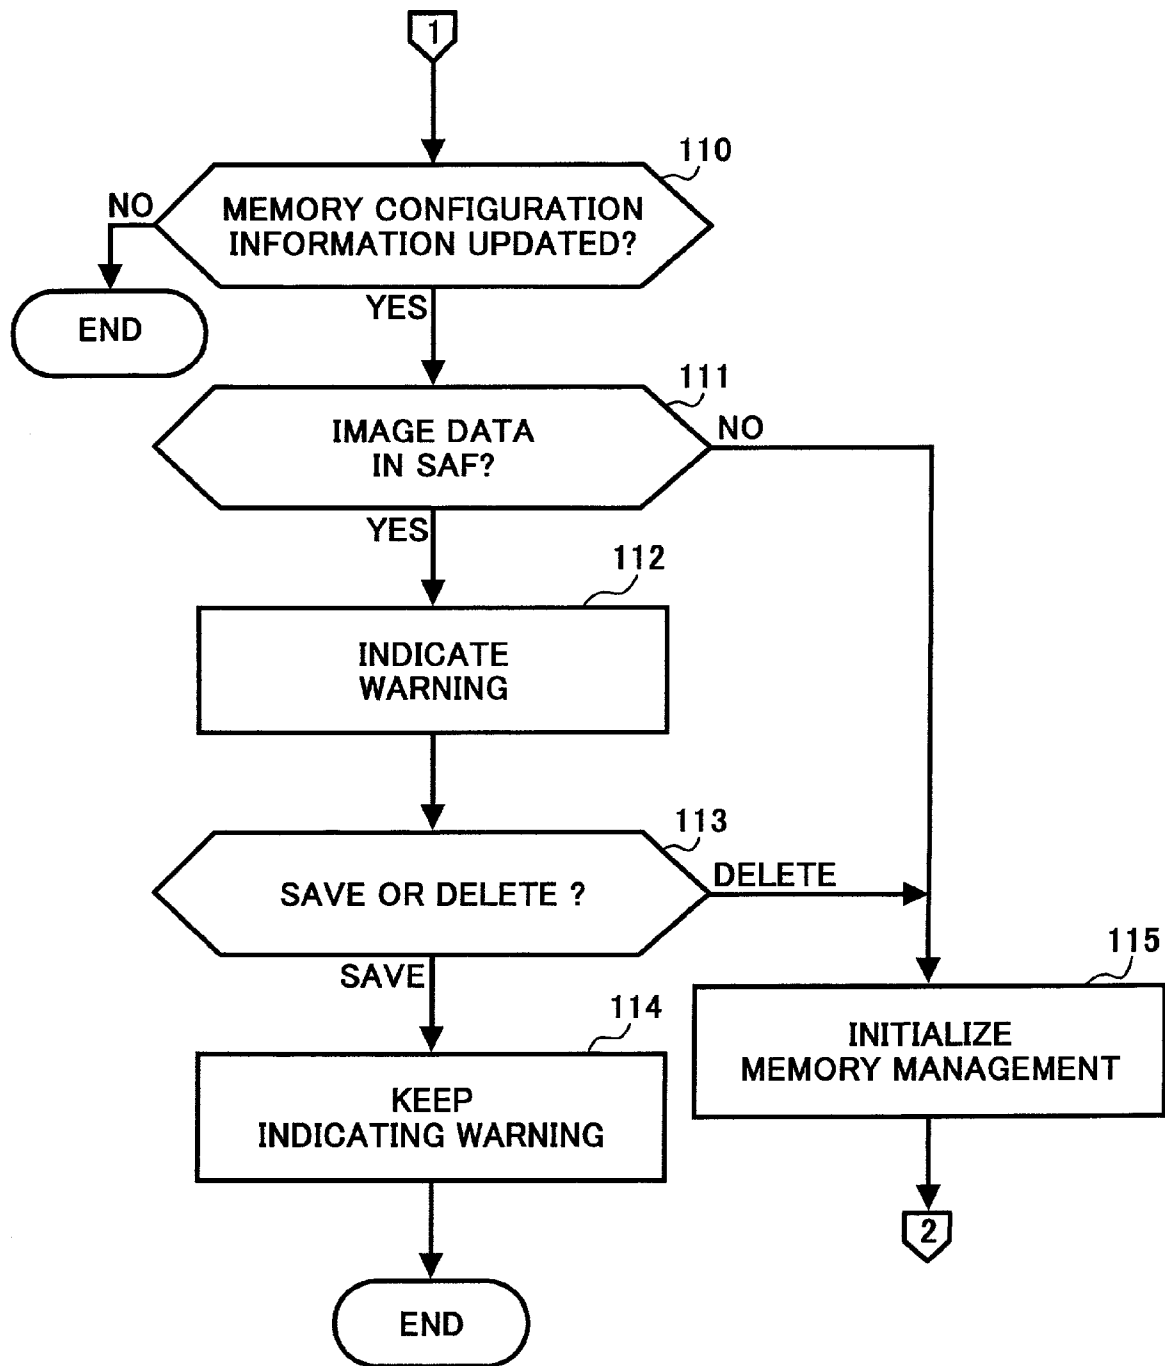 1
110
NO
MEMORY CONFIGURATION
INFORMATION UPDATED?
END
YES
111
IMAGE DATA
IN SAF?
NO
YES
112
INDICATE
WARNING
113
SAVE OR DELETE ?
DELETE
SAVE
115
114
INITIALIZE
MEMORY MANAGEMENT
KEEP
INDICATING WARNING
2
END